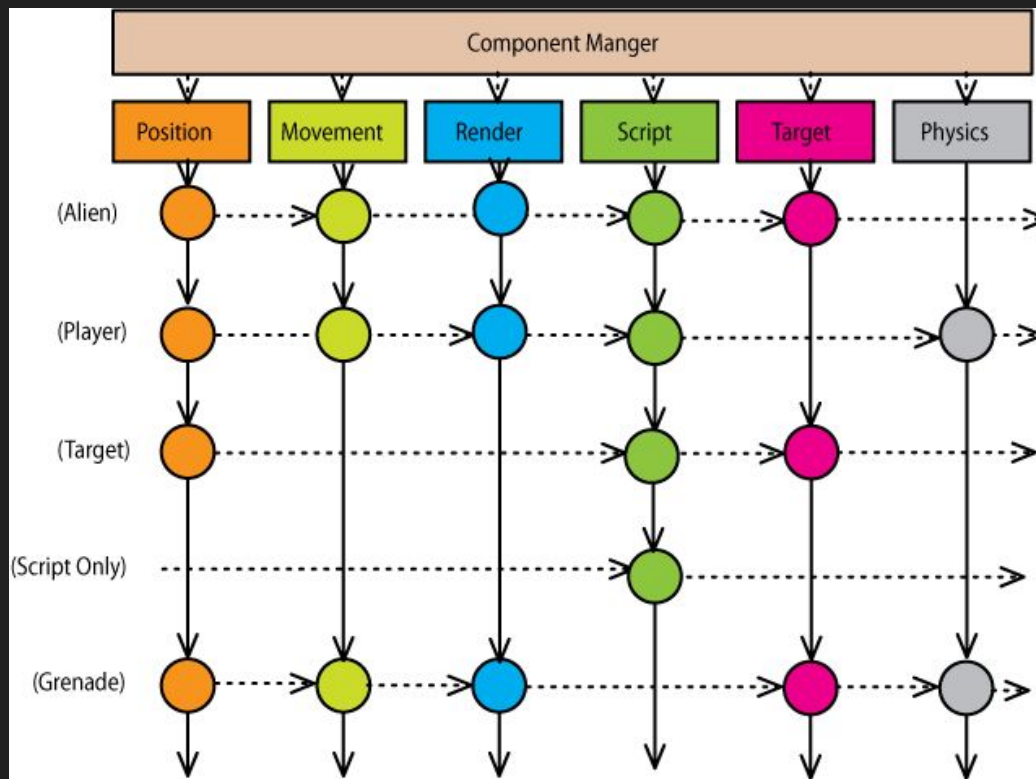 Component Manger
Position Movement Render Script Target Physics
(Alien)
(Player)
(Target)
(Script Only)
(Grenade)